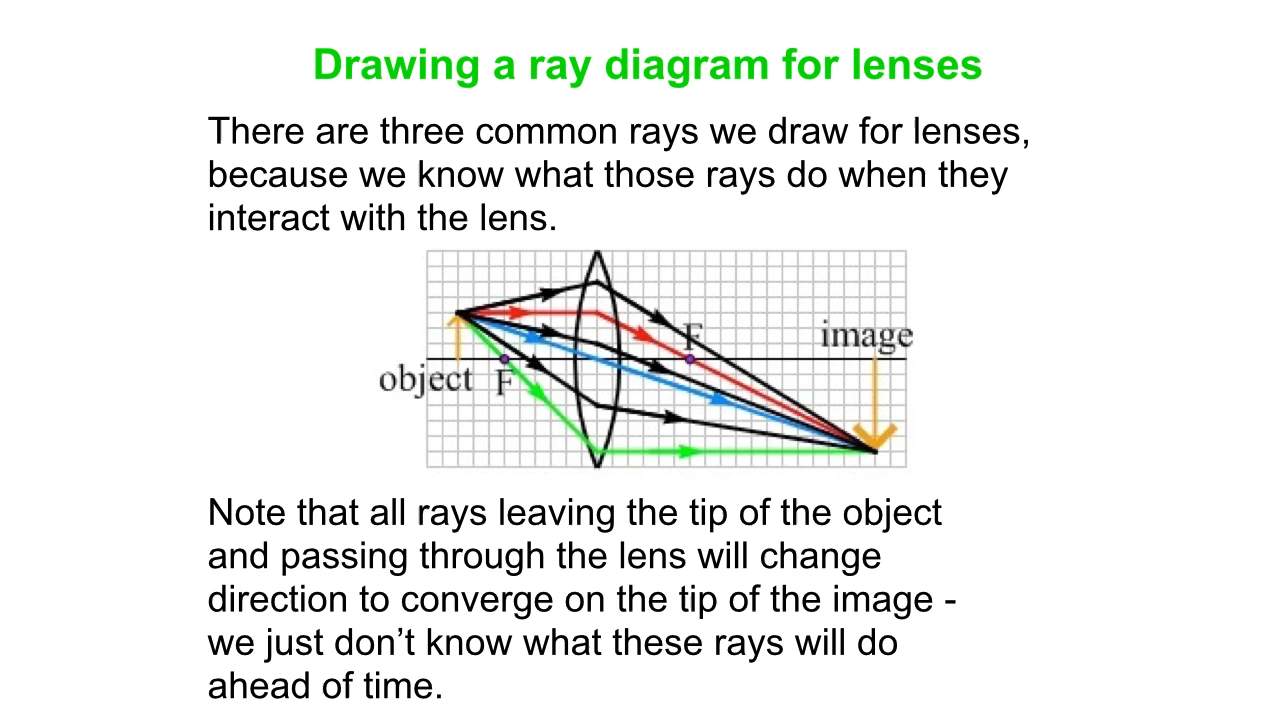 Drawing a ray diagram for lenses
There are three common rays we draw for lenses,
because we know what those rays do when they
interact with the lens.
F
image
object
F
Note that all rays leaving the tip of the object
and passing through the lens will change
direction to converge on the tip of the image -
we just don’t know what these rays will do
ahead of time.